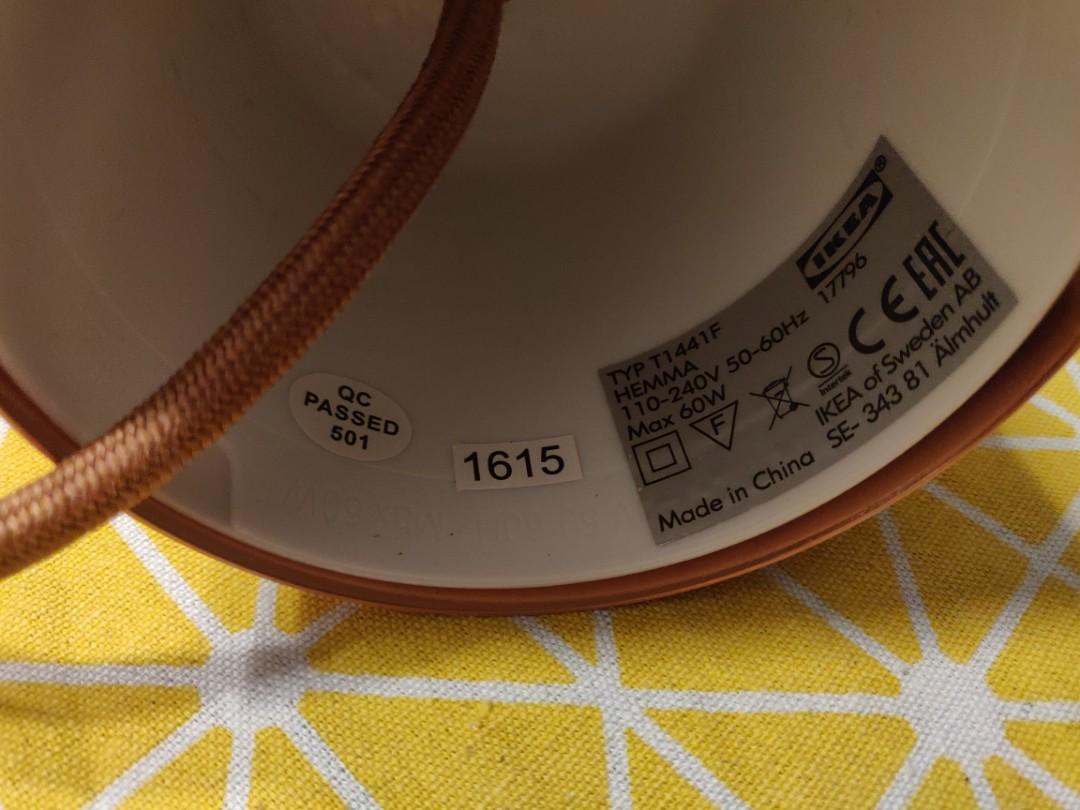 QC
PASSED
501
1615
IKEA®
17796
TYP T1441F
HEMMA
110-240V 50-60Hz
Max 60W
F
S
Intertek
CE EAC
IKEA of Sweden AB
SE- 343 81 Älmhult
Made in China